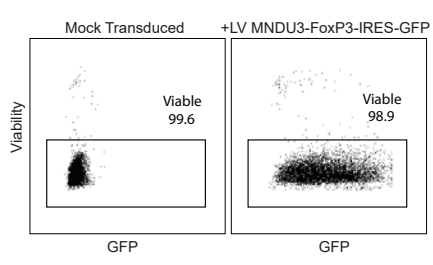 Mock Transduced
+LV MNDU3-FoxP3-IRES-GFP
Viability
Viable
99.6
Viable
98.9
GFP
GFP